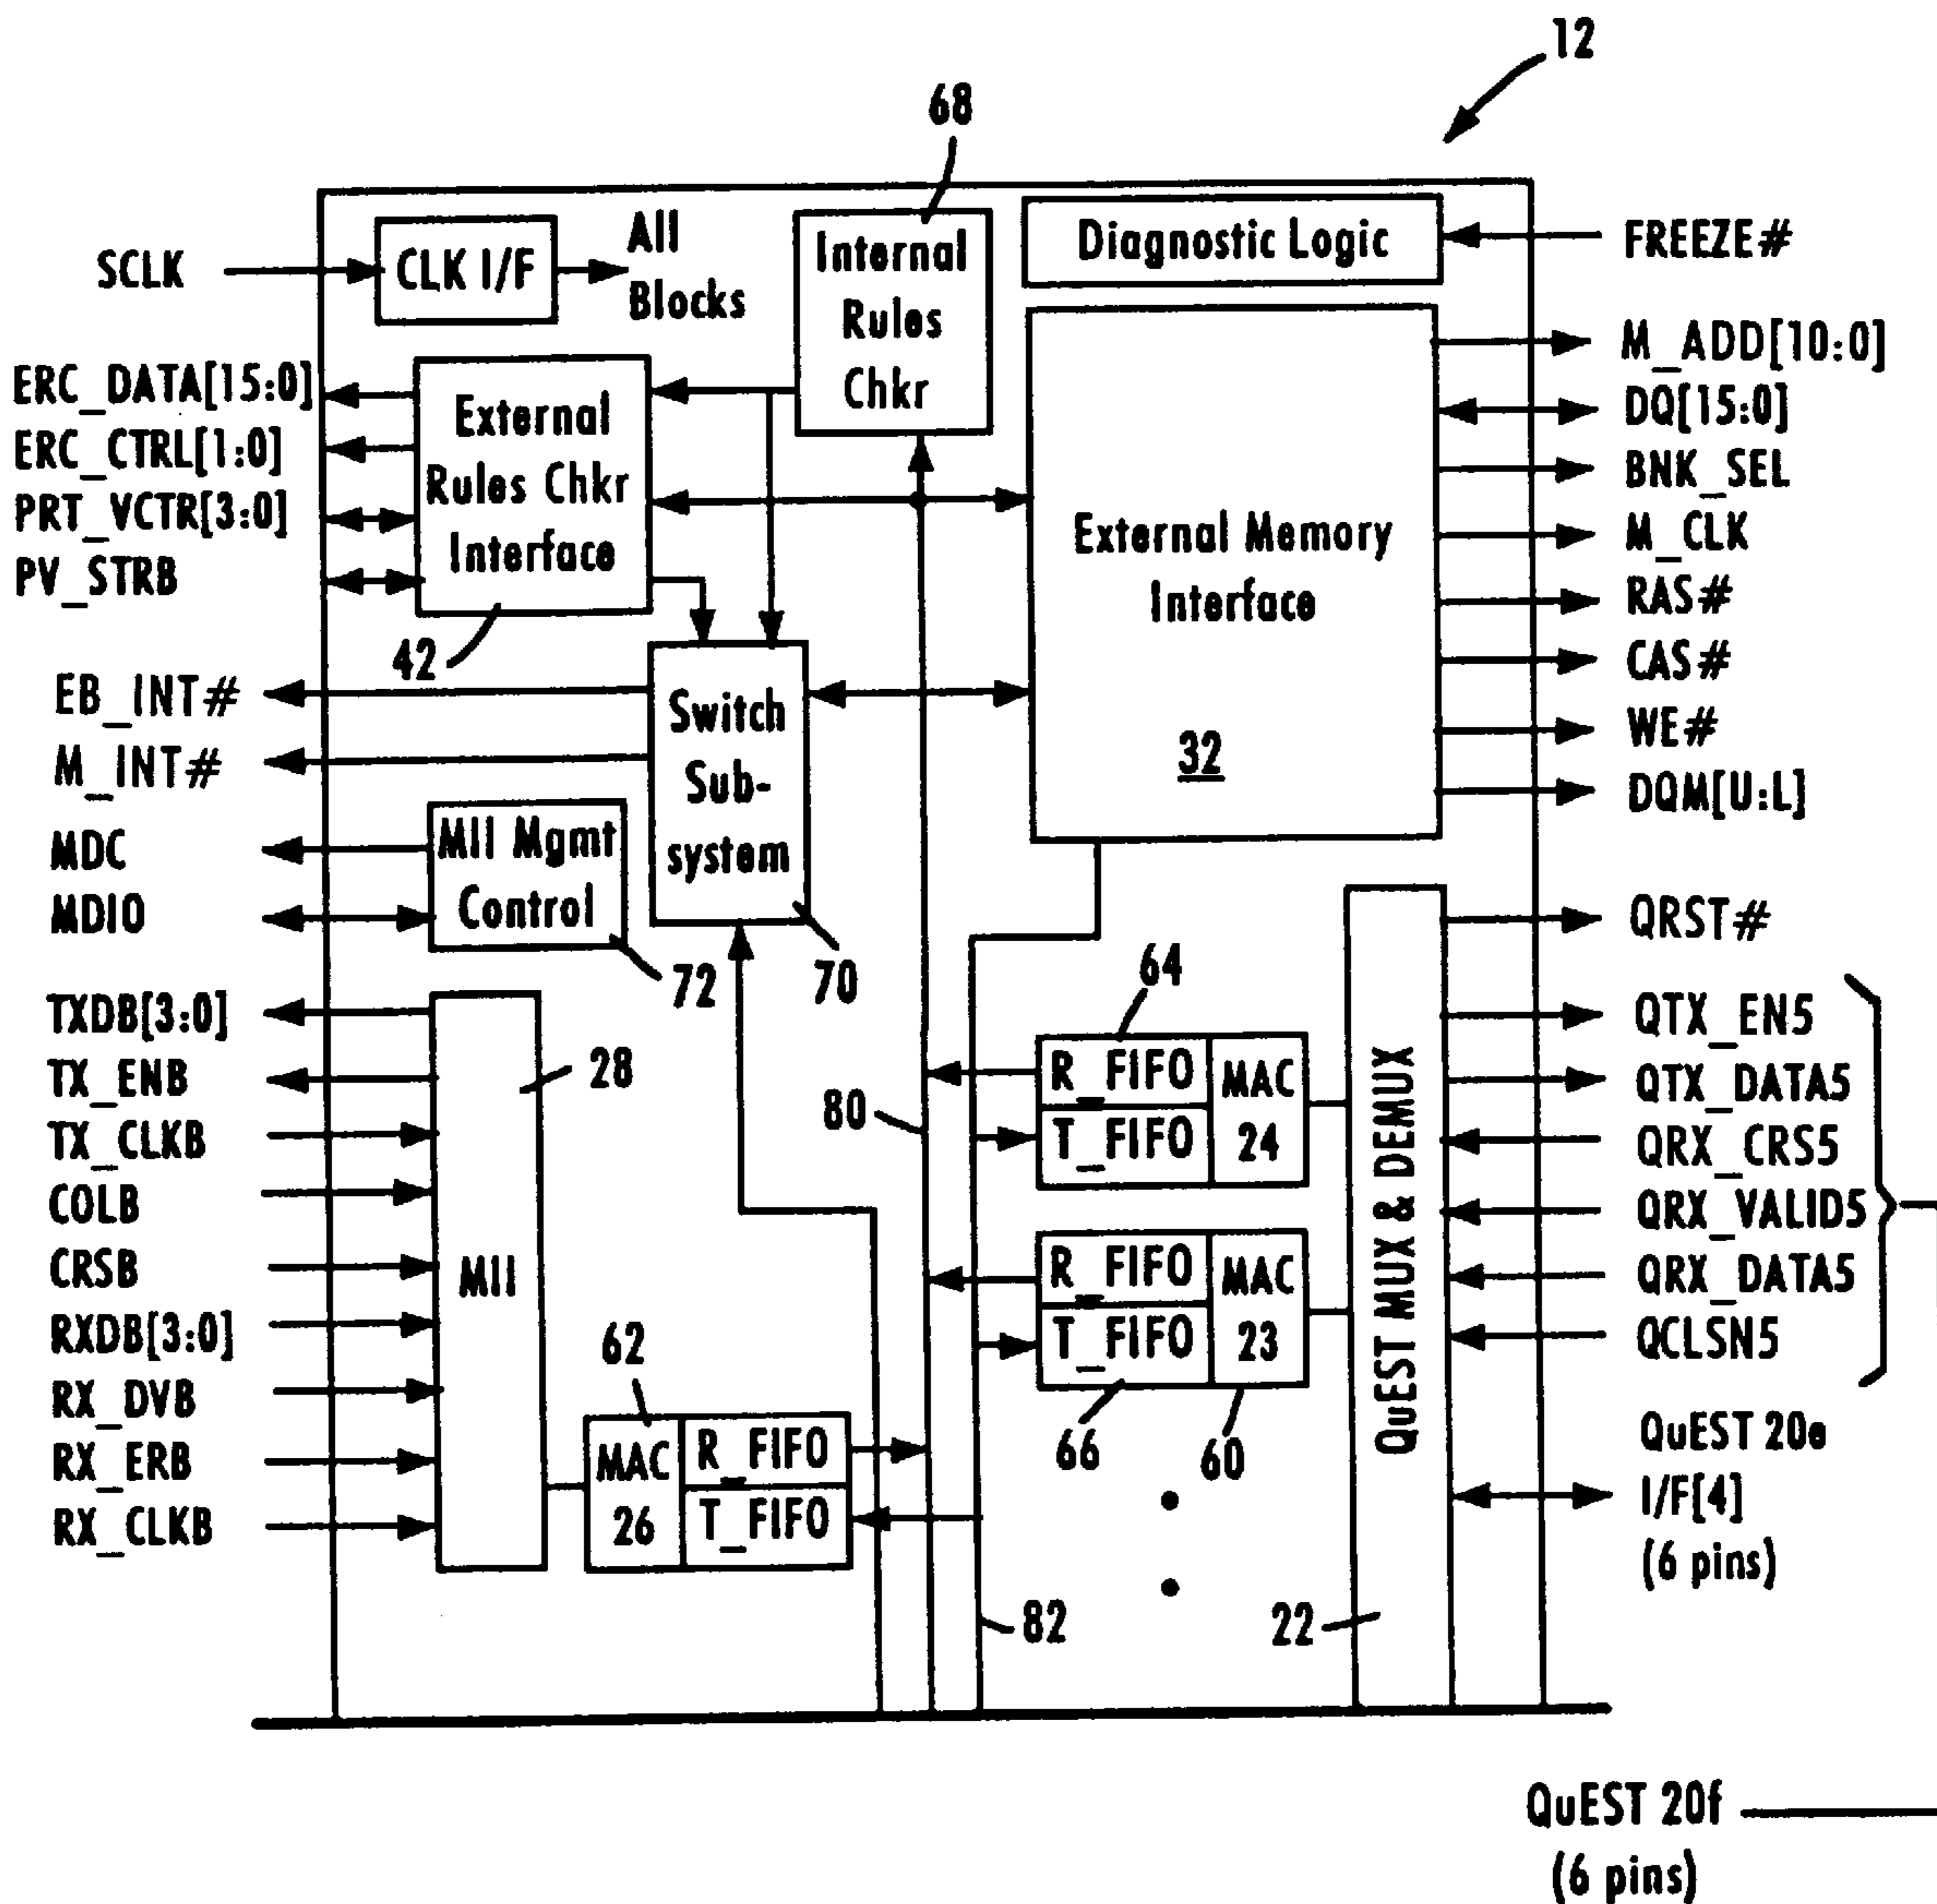 12
68
SCLK
CLK I/F
All
Blocks
Internal
Rules
Chkr
Diagnostic Logic
FREEZE#
ERC_DATA[15:0]
ERC_CTRL[1:0]
PRT_VCTR[3:0]
PV_STRB
External
Rules Chkr
Interface
42
External Memory
Interface
32
M_ADD[10:0]
DQ[15:0]
BNK_SEL
M_CLK
RAS#
CAS#
WE#
DQM[U:L]
EB_INT#
M_INT#
MDC
MDIO
Switch
Sub-
system
70
MII Mgmt
Control
72
TXDB[3:0]
TX_ENB
TX_CLKB
COLB
CRSB
RXDB[3:0]
RX_DVB
RX_ERB
RX_CLKB
MII
28
62
MAC
26
R_FIFO
T_FIFO
80
82
64
R_FIFO
T_FIFO
MAC
24
R_FIFO
T_FIFO
MAC
23
66
60
QuEST MUX & DEMUX
22
QRST#
QTX_EN5
QTX_DATA5
QRX_CRS5
QRX_VALID5
QRX_DATA5
QCLSN5
QuEST 20e
I/F[4]
(6 pins)
QuEST 20f
(6 pins)